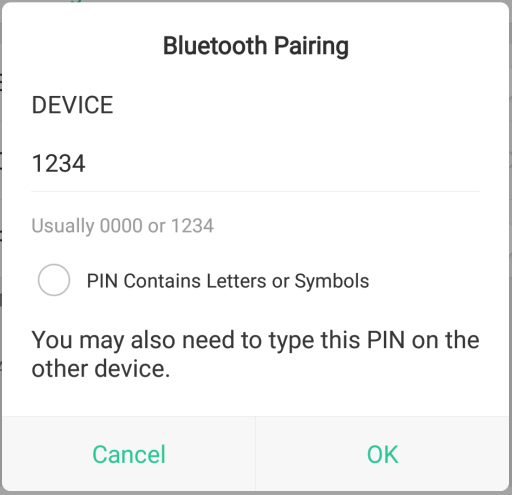 Bluetooth Pairing
DEVICE
1234
Usually 0000 or 1234
PIN Contains Letters or Symbols
You may also need to type this PIN on the
other device.
Cancel
OK